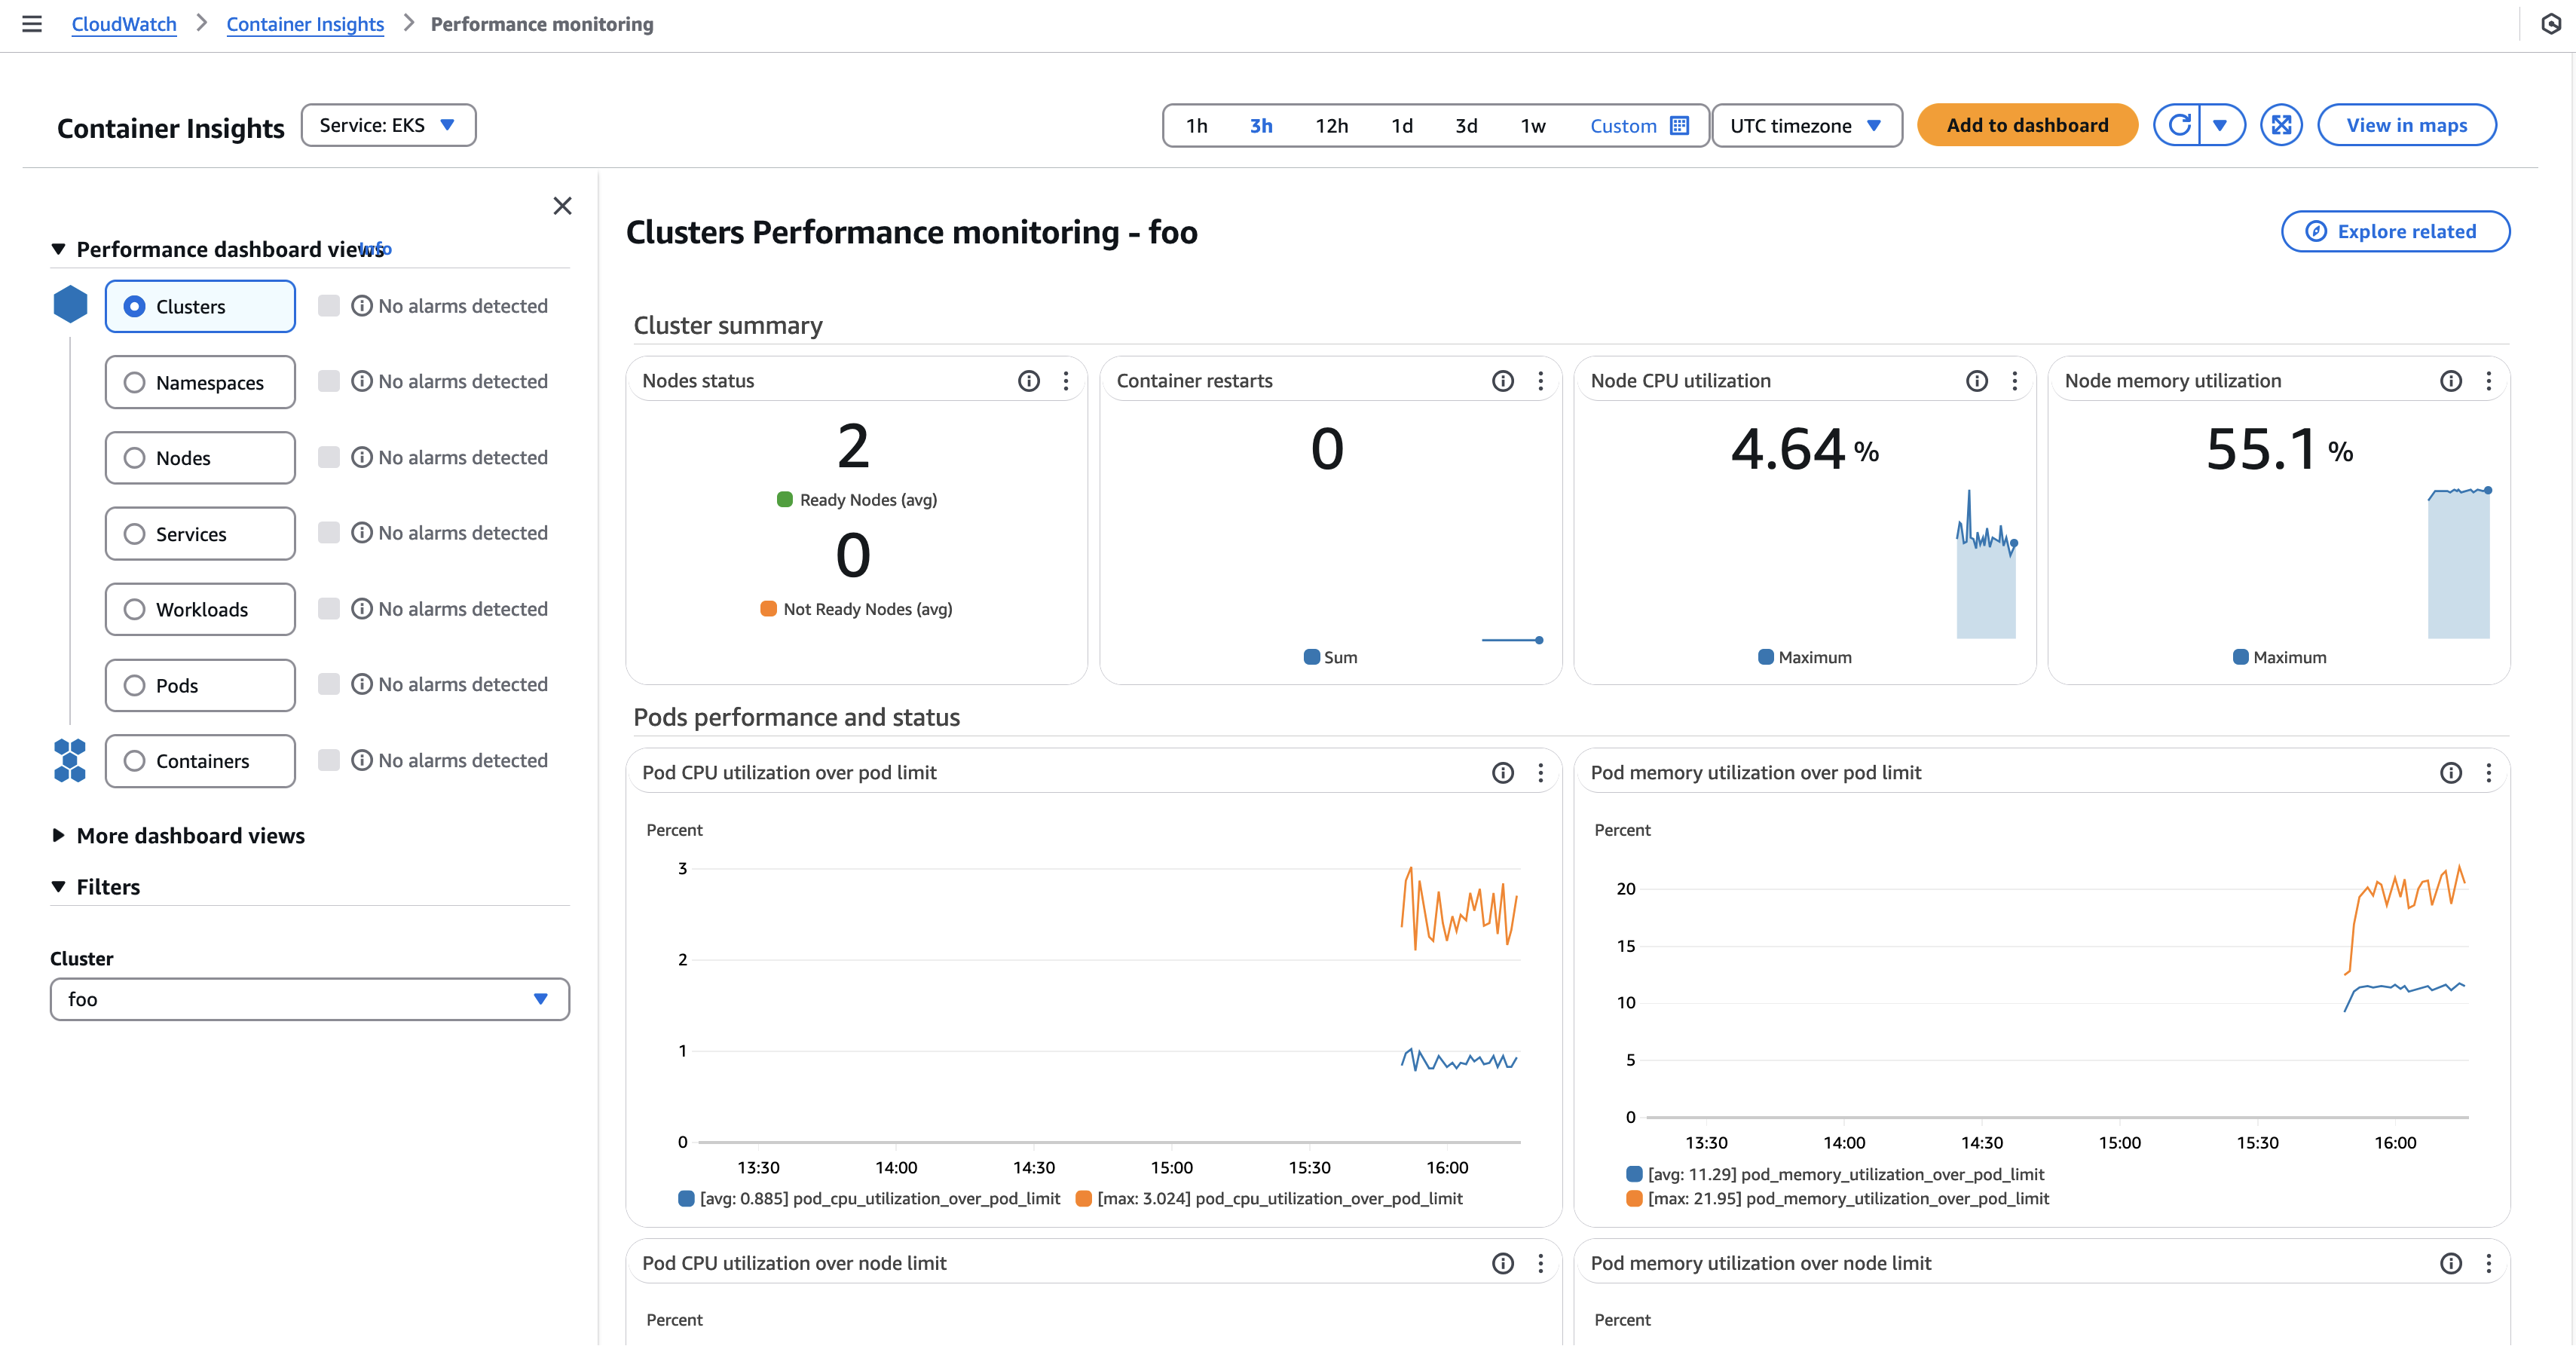 CloudWatch > Container Insights > Performance monitoring
Container Insights Service: EKS 1h 3h 12h 1d 3d 1w Custom UTC timezone Add to dashboard View in maps
Performance dashboard views Info
Clusters No alarms detected
Namespaces No alarms detected
Nodes No alarms detected
Services No alarms detected
Workloads No alarms detected
Pods No alarms detected
Containers No alarms detected
More dashboard views
Filters
Cluster
foo
Clusters Performance monitoring - foo Explore related
Cluster summary
Nodes status
2
Ready Nodes (avg)
0
Not Ready Nodes (avg)
Container restarts
0
Sum
Node CPU utilization
4.64 %
Maximum
Node memory utilization
55.1 %
Maximum
Pods performance and status
Pod CPU utilization over pod limit
Percent
3
2
1
0
13:30 14:00 14:30 15:00 15:30 16:00
[avg: 0.885] pod_cpu_utilization_over_pod_limit [max: 3.024] pod_cpu_utilization_over_pod_limit
Pod memory utilization over pod limit
Percent
20
15
10
5
0
13:30 14:00 14:30 15:00 15:30 16:00
[avg: 11.29] pod_memory_utilization_over_pod_limit
[max: 21.95] pod_memory_utilization_over_pod_limit
Pod CPU utilization over node limit
Percent
Pod memory utilization over node limit
Percent